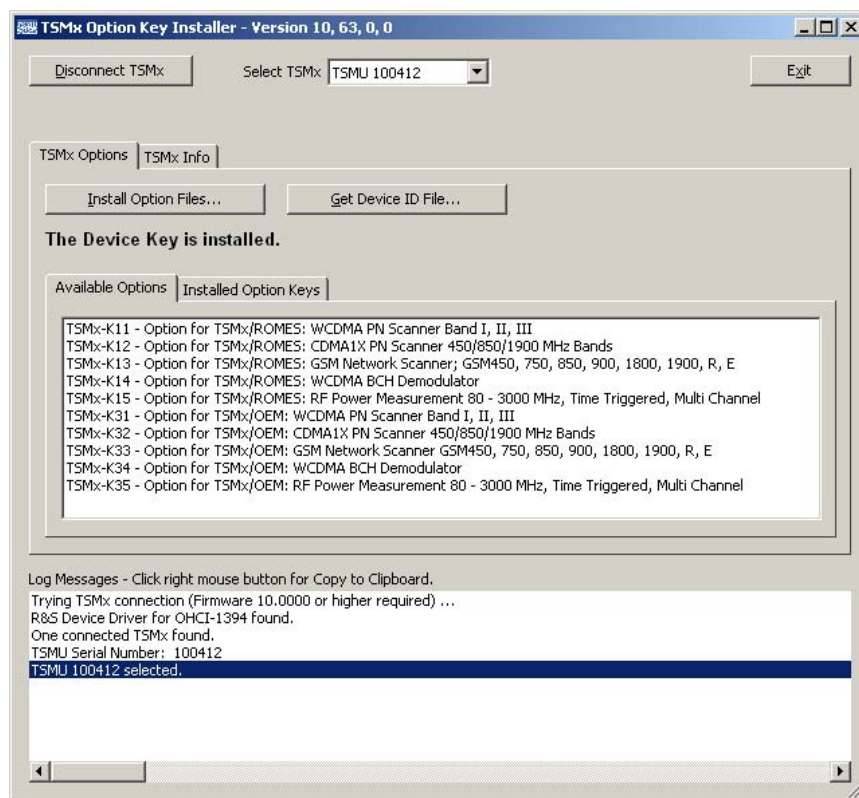 TSMx Option Key Installer - Version 10, 63, 0, 0
Disconnect TSMx
Select TSMx
TSMU 100412
Exit
TSMx Options
TSMx Info
Install Option Files...
Get Device ID File...
The Device Key is installed.
Available Options
Installed Option Keys
TSMx-K11 - Option for TSMx/ROMES: WCDMA PN Scanner Band I, II, III
TSMx-K12 - Option for TSMx/ROMES: CDMA1X PN Scanner 450/850/1900 MHz Bands
TSMx-K13 - Option for TSMx/ROMES: GSM Network Scanner; GSM450, 750, 850, 900, 1800, 1900, R, E
TSMx-K14 - Option for TSMx/ROMES: WCDMA BCH Demodulator
TSMx-K15 - Option for TSMx/ROMES: RF Power Measurement 80 - 3000 MHz, Time Triggered, Multi Channel
TSMx-K31 - Option for TSMx/OEM: WCDMA PN Scanner Band I, II, III
TSMx-K32 - Option for TSMx/OEM: CDMA1X PN Scanner 450/850/1900 MHz Bands
TSMx-K33 - Option for TSMx/OEM: GSM Network Scanner GSM450, 750, 850, 900, 1800, 1900, R, E
TSMx-K34 - Option for TSMx/OEM: WCDMA BCH Demodulator
TSMx-K35 - Option for TSMx/OEM: RF Power Measurement 80 - 3000 MHz, Time Triggered, Multi Channel
Log Messages - Click right mouse button for Copy to Clipboard.
Trying TSMx connection (Firmware 10.0000 or higher required) ...
R&S Device Driver for OHCI-1394 found.
One connected TSMx found.
TSMU Serial Number: 100412
TSMU 100412 selected.